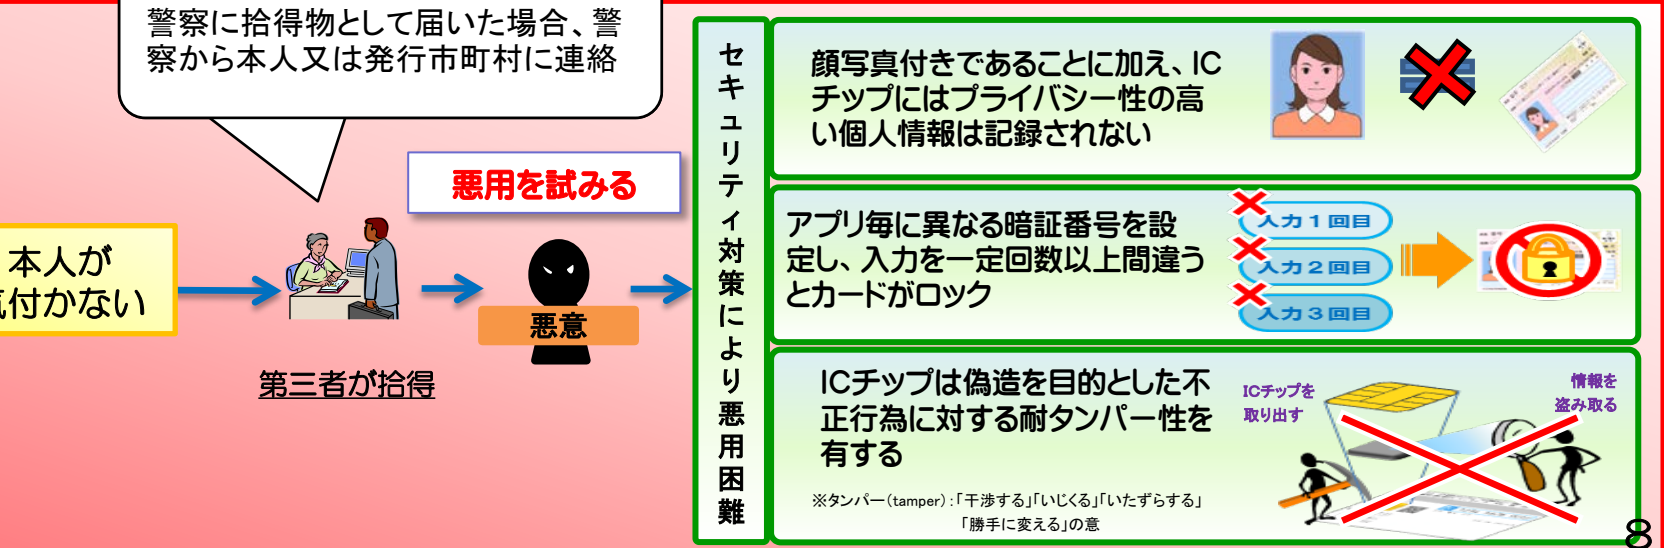 警察に拾得物として届いた場合、警
察から本人又は発行市町村に連絡
悪用を試みる
本人が
気付かない
悪意
第三者が拾得
セキュリティ対策により悪用困難
顔写真付きであることに加え、IC
チップにはプライバシー性の高
い個人情報は記録されない
アプリ毎に異なる暗証番号を設
定し、入力を一定回数以上間違う
とカードがロック
入力1回目
入力2回目
入力3回目
ICチップは偽造を目的とした不
正行為に対する耐タンパー性を
有する
※タンパー(tamper):「干渉する」「いじくる」「いたずらする」
「勝手に変える」の意
ICチップを
取り出す
情報を
盗み取る
8